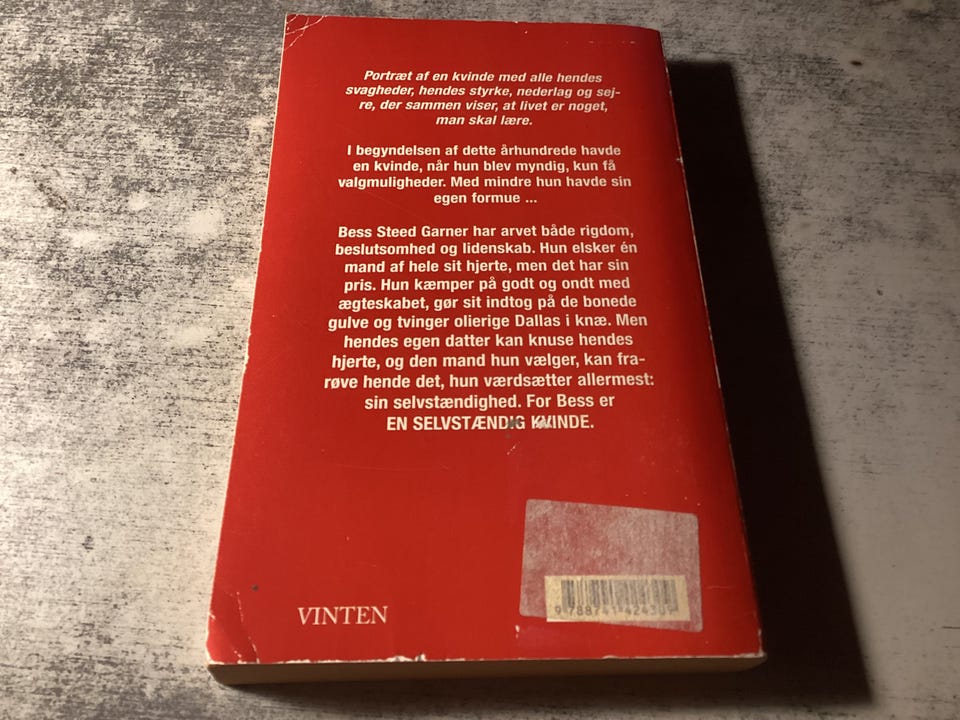 Portræt af en kvinde med alle hendes
svagheder, hendes styrke, nederlag og sej-
re, der sammen viser, at livet er noget,
man skal lære.
I begyndelsen af dette århundrede havde
en kvinde, når hun blev myndig, kun få
valgmuligheder. Med mindre hun havde sin
egen formue ...
Bess Steed Garner har arvet både rigdom,
beslutsomhed og lidenskab. Hun elsker én
mand af hele sit hjerte, men det har sin
pris. Hun kæmper på godt og ondt med
ægteskabet, gør sit indtog på de bonede
gulve og tvinger olierige Dallas i knæ. Men
hendes egen datter kan knuse hendes
hjerte, og den mand hun vælger, kan fra-
røve hende det, hun værdsætter allermest:
sin selvstændighed. For Bess er
EN SELVSTÆNDIG KVINDE.
VINTEN